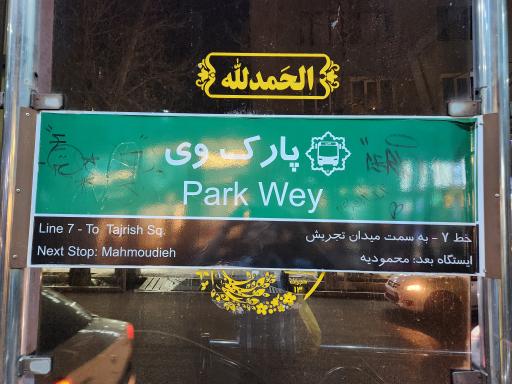 الحمدلله
پارک وی
Park Wey
Line 7 - To Tajrish Sq.
خط ۷ - به سمت میدان تجریش
Next Stop: Mahmoudieh
ایستگاه بعد: محمودیه